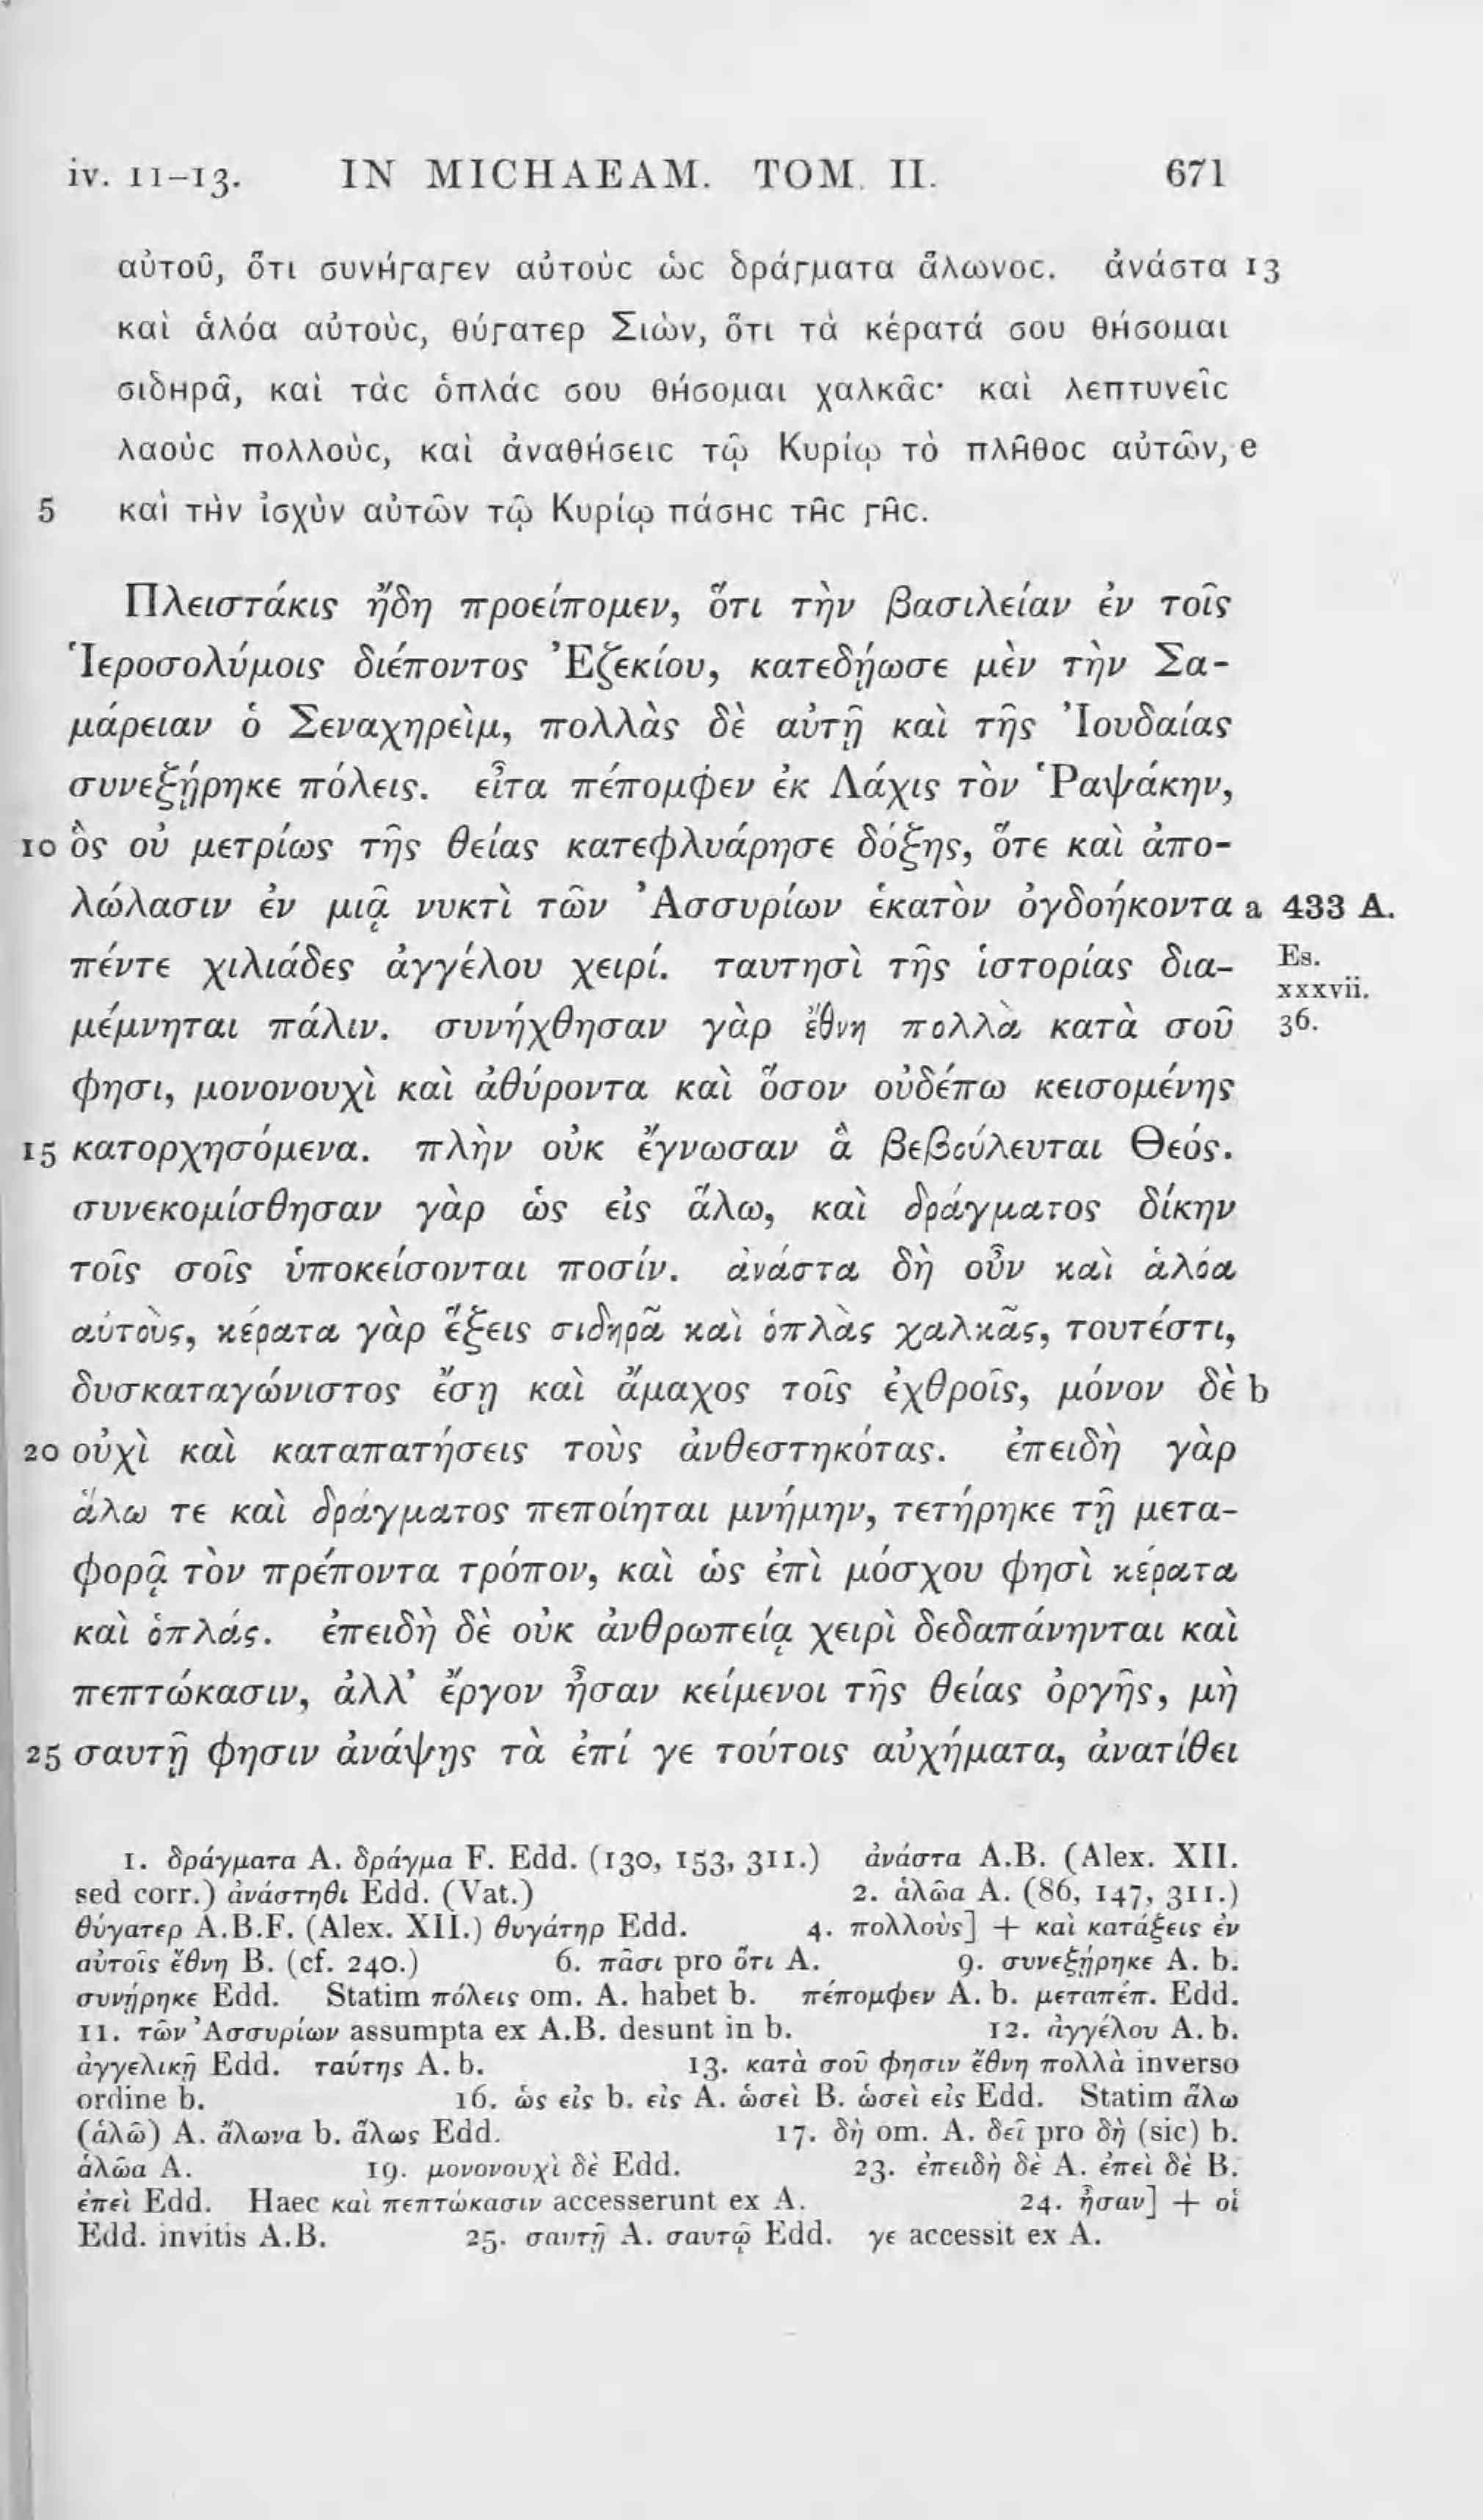 iv. 11–13. IN MICHAEAM. TOM. II. 671
αὐτοῦ, ὅτι συνήγαγεν αὐτοὺς ὡς δράγματα ἅλωνος. ἀνάστα 13
καὶ ἁλόα αὐτοὺς, θύγατερ Σιὼν, ὅτι τὰ κέρατά σου θήσομαι
σιδηρᾶ, καὶ τὰς ὁπλάς σου θήσομαι χαλκᾶς· καὶ λεπτυνεῖς
λαοὺς πολλοὺς, καὶ ἀναθήσεις τῷ Κυρίῳ τὸ πλῆθος αὐτῶν, e
5 καὶ τὴν ἰσχὺν αὐτῶν τῷ Κυρίῳ πάσης τῆς γῆς.
Πλειστάκις ἤδη προείπομεν, ὅτι τὴν βασιλείαν ἐν τοῖς
Ἱεροσολύμοις διέποντος Ἐζεκίου, κατεδῄωσε μὲν τὴν Σα-
μάρειαν ὁ Σεναχηρεὶμ, πολλὰς δὲ αὐτῇ καὶ τῆς Ἰουδαίας
συνεξῄρηκε πόλεις. εἶτα πέπομφεν ἐκ Λάχις τὸν Ῥαψάκην,
10 ὃς οὐ μετρίως τῆς θείας κατεφλυάρησε δόξης, ὅτε καὶ ἀπο-
λώλασιν ἐν μιᾷ νυκτὶ τῶν Ἀσσυρίων ἑκατὸν ὀγδοήκοντα a 433 A.
πέντε χιλιάδες ἀγγέλου χειρί. ταυτησὶ τῆς ἱστορίας δια- Es. xxxvii.
μέμνηται πάλιν. συνήχθησαν γὰρ ἔθνη πολλὰ κατὰ σοῦ 36.
φησι, μονονουχὶ καὶ ἀθύροντα καὶ ὅσον οὐδέπω κεισομένης
15 κατορχησόμενα. πλὴν οὐκ ἔγνωσαν ἃ βεβούλευται Θεός.
συνεκομίσθησαν γὰρ ὡς εἰς ἅλω, καὶ δράγματος δίκην
τοῖς σοῖς ὑποκείσονται ποσίν. ἀνάστα δὴ οὖν καὶ ἁλόα
αὐτοὺς, κέρατα γὰρ ἕξεις σιδηρᾶ καὶ ὁπλὰς χαλκᾶς, τουτέστι,
δυσκαταγώνιστος ἔσῃ καὶ ἄμαχος τοῖς ἐχθροῖς, μόνον δὲ b
20 οὐχὶ καὶ καταπατήσεις τοὺς ἀνθεστηκότας. ἐπειδὴ γὰρ
ἅλω τε καὶ δράγματος πεποίηται μνήμην, τετήρηκε τῇ μετα-
φορᾷ τὸν πρέποντα τρόπον, καὶ ὡς ἐπὶ μόσχου φησὶ κέρατα
καὶ ὁπλάς. ἐπειδὴ δὲ οὐκ ἀνθρωπείᾳ χειρὶ δεδαπάνηνται καὶ
πεπτώκασιν, ἀλλ’ ἔργον ἦσαν κείμενοι τῆς θείας ὀργῆς, μὴ
25 σαυτῇ φησιν ἀνάψῃς τὰ ἐπί γε τούτοις αὐχήματα, ἀνατίθει
1. δράγματα A. δράγμα F. Edd. (130, 153, 311.) ἀνάστα A.B. (Alex. XII.
sed corr.) ἀνάστηθι Edd. (Vat.) 2. ἁλῶα A. (86, 147, 311.)
θύγατερ A.B.F. (Alex. XII.) θυγάτηρ Edd. 4. πολλοὺς] + καὶ κατάξεις ἐν
αὐτοῖς ἔθνη B. (cf. 240.) 6. πᾶσι pro ὅτι A. 9. συνεξῄρηκε A. b.
συνῄρηκε Edd. Statim πόλεις om. A. habet b. πέπομφεν A. b. μεταπέπ. Edd.
11. τῶν Ἀσσυρίων assumpta ex A.B. desunt in b. 12. ἀγγέλου A. b.
ἀγγελικῇ Edd. ταύτης A. b. 13. κατὰ σοῦ φησιν ἔθνη πολλὰ inverso
ordine b. 16. ὡς εἰς b. εἰς A. ὡσεὶ B. ὡσεὶ εἰς Edd. Statim ἅλω
(ἁλῶ) A. ἅλωνα b. ἅλως Edd. 17. δὴ om. A. δεῖ pro δὴ (sic) b.
ἁλῶα A. 19. μονονουχὶ δὲ Edd. 23. ἐπειδὴ δὲ A. ἐπεὶ δὲ B.
ἐπεὶ Edd. Haec καὶ πεπτώκασιν accesserunt ex A. 24. ἦσαν] + οἱ
Edd. invitis A.B. 25. σαυτῇ A. σαυτῷ Edd. γε accessit ex A.